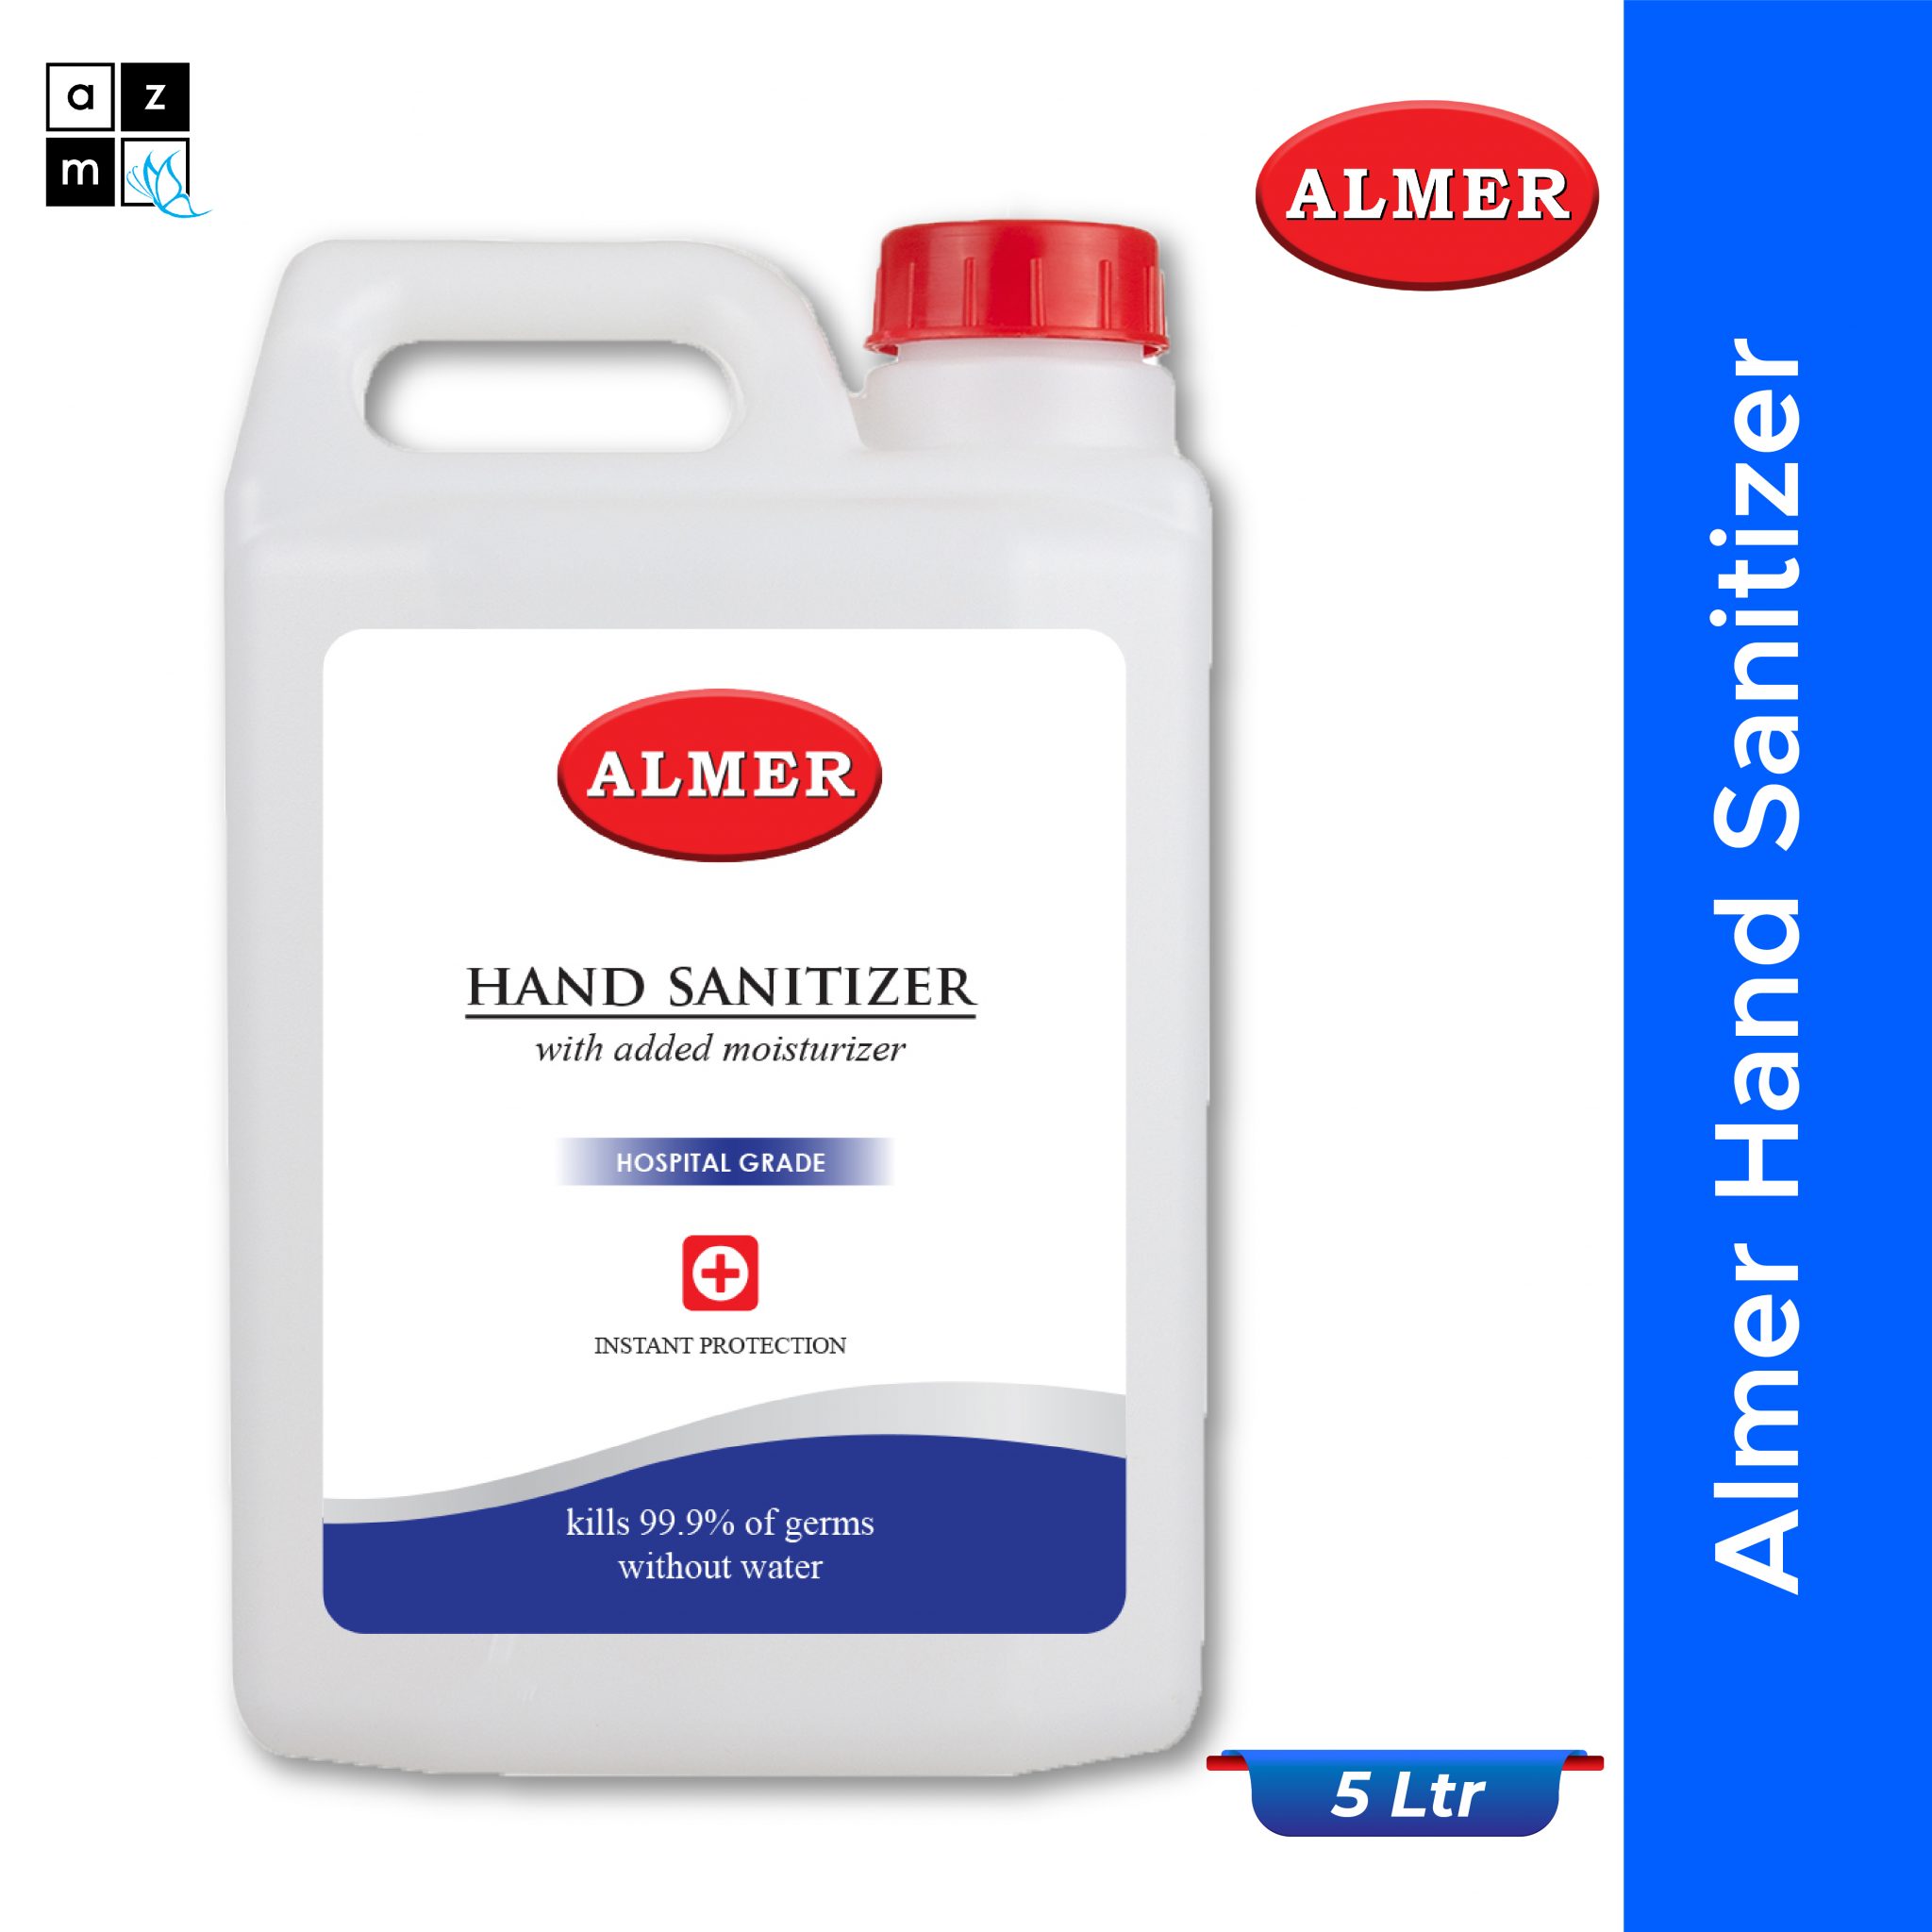 a z
m
ALMER
ALMER
HAND SANITIZER
with added moisturizer
HOSPITAL GRADE
INSTANT PROTECTION
kills 99.9% of germs
without water
5 Ltr
Almer Hand Sanitizer